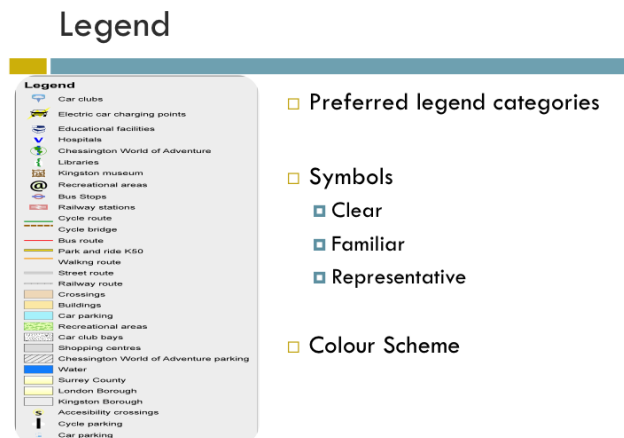 Legend
Legend
Car clubs
Electric car charging points
Educational facilities
Hospitals
Chessington World of Adventure
Libraries
Kingston museum
Recreational areas
Bus Stops
Railway stations
Cycle route
Cycle bridge
Bus route
Park and ride K50
Walkng route
Street route
Railway route
Crossings
Buildings
Car parking
Recreational areas
Car club bays
Shopping centres
Chessington World of Adventure parking
Water
Surrey County
London Borough
Kingston Borough
Accesibility crossings
Cycle parking
Car parking
Preferred legend categories
Symbols
Clear
Familiar
Representative
Colour Scheme